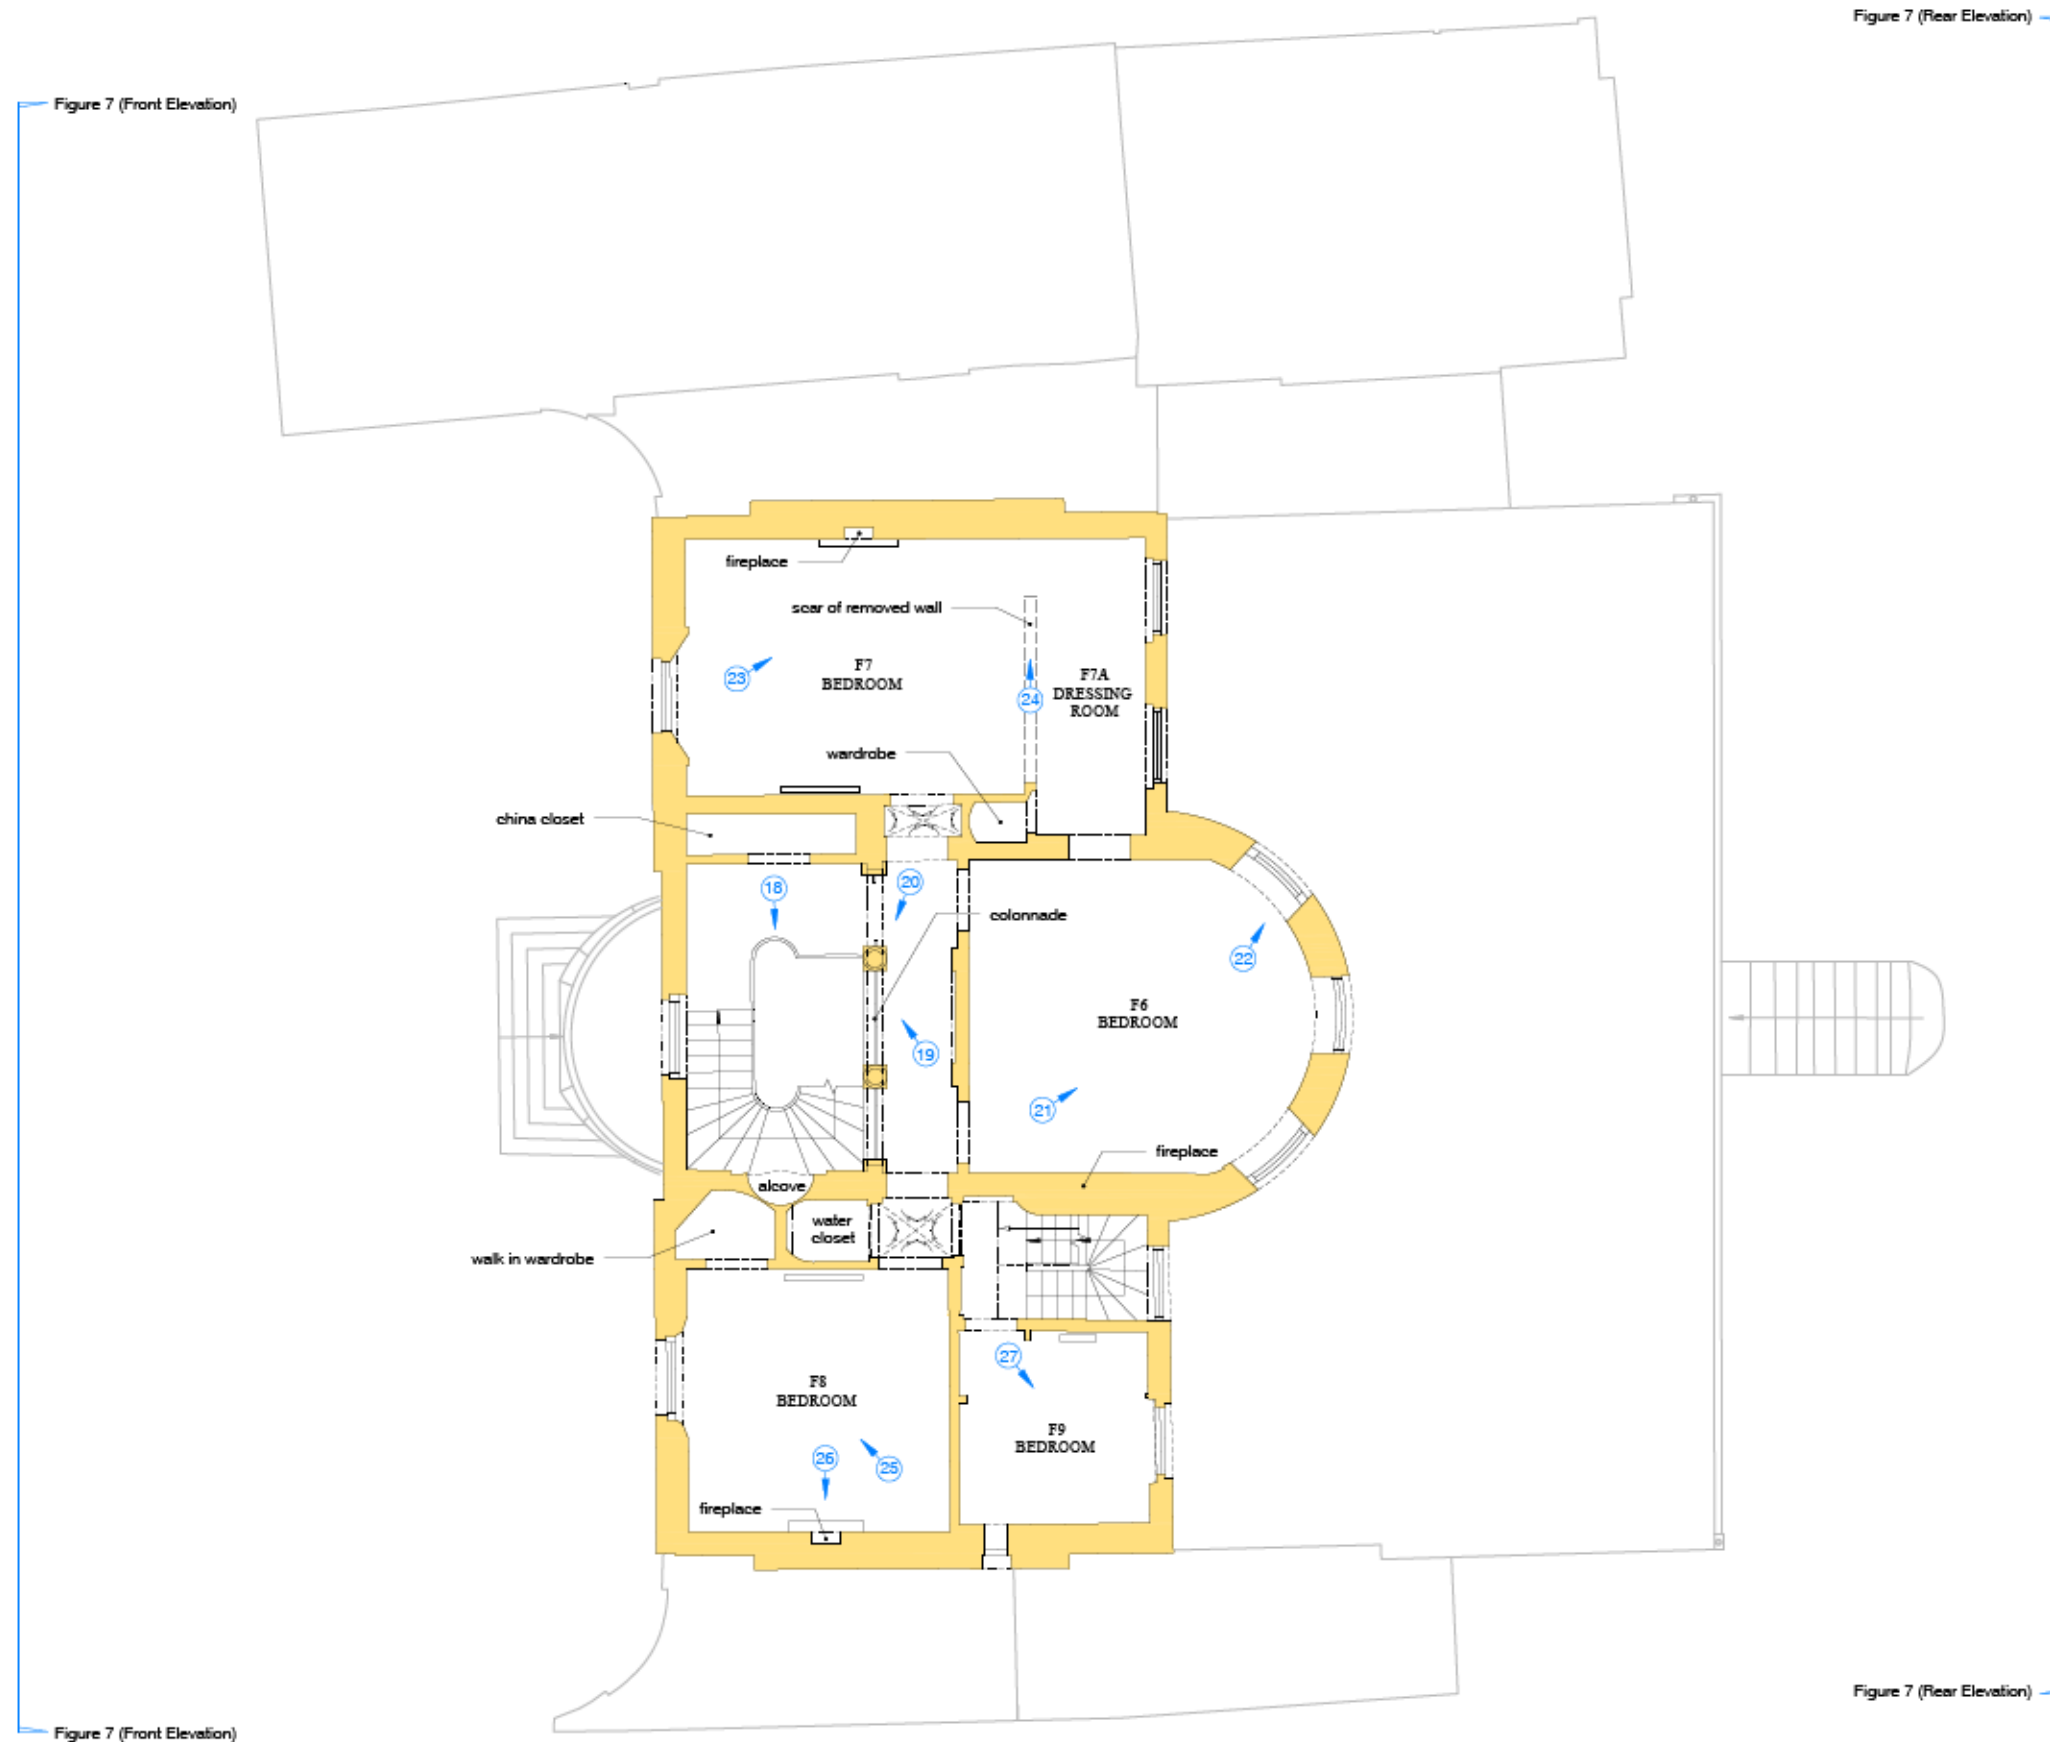 Figure 7 (Rear Elevation)
Figure 7 (Front Elevation)
fireplace
scar of removed wall
23
F7
BEDROOM
24
F7A
DRESSING
ROOM
wardrobe
china closet
18
20
colonnade
22
F6
BEDROOM
19
21
fireplace
alcove
water
closet
walk in wardrobe
27
F8
BEDROOM
F9
BEDROOM
26
25
fireplace
Figure 7 (Rear Elevation)
Figure 7 (Front Elevation)